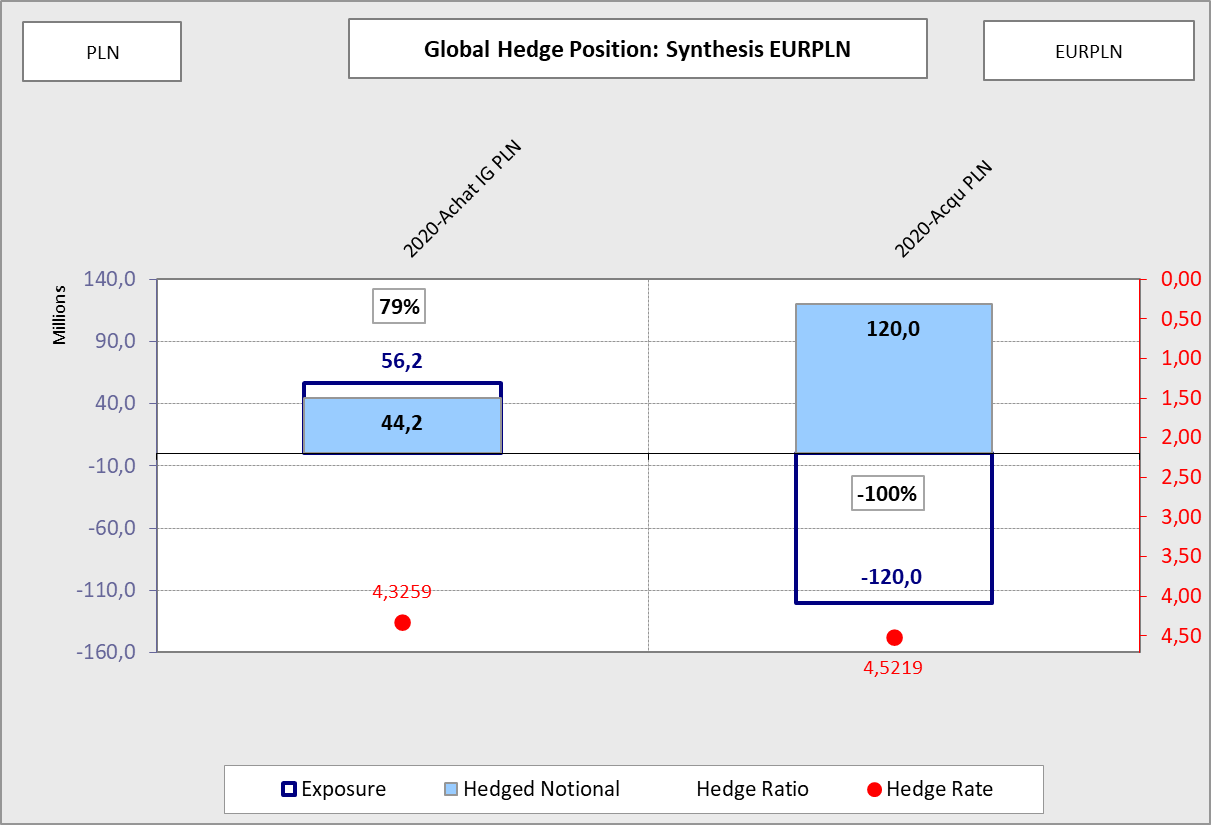 PLN
Global Hedge Position: Synthesis EURPLN
EURPLN
2020-Achat IG PLN
2020-Acqu PLN
Millions
140,0
90,0
40,0
-10,0
-60,0
-110,0
-160,0
79%
56,2
44,2
4,3259
120,0
-100%
-120,0
4,5219
0,00
0,50
1,00
1,50
2,00
2,50
3,00
3,50
4,00
4,50
Exposure
Hedged Notional
Hedge Ratio
Hedge Rate